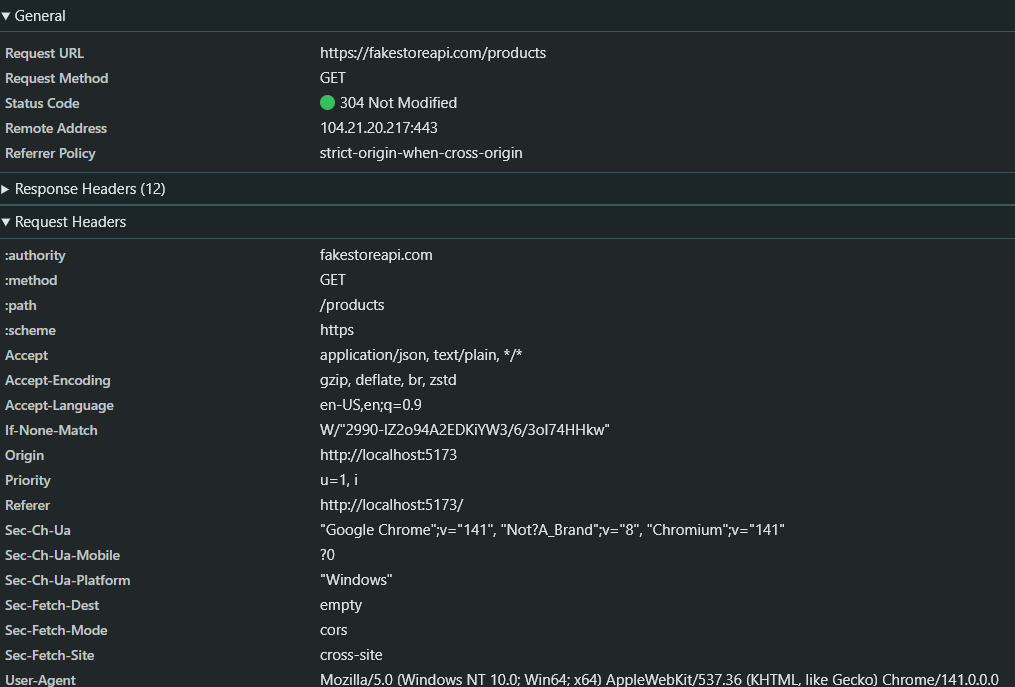 General
Request URL https://fakestoreapi.com/products
Request Method GET
Status Code 304 Not Modified
Remote Address 104.21.20.217:443
Referrer Policy strict-origin-when-cross-origin
Response Headers (12)
Request Headers
:authority fakestoreapi.com
:method GET
:path /products
:scheme https
Accept application/json, text/plain, */*
Accept-Encoding gzip, deflate, br, zstd
Accept-Language en-US,en;q=0.9
If-None-Match W/"2990-IZ2o94A2EDKiYW3/6/3oI74HHkw"
Origin http://localhost:5173
Priority u=1, i
Referer http://localhost:5173/
Sec-Ch-Ua "Google Chrome";v="141", "Not?A_Brand";v="8", "Chromium";v="141"
Sec-Ch-Ua-Mobile ?0
Sec-Ch-Ua-Platform "Windows"
Sec-Fetch-Dest empty
Sec-Fetch-Mode cors
Sec-Fetch-Site cross-site
User-Agent Mozilla/5.0 (Windows NT 10.0; Win64; x64) AppleWebKit/537.36 (KHTML, like Gecko) Chrome/141.0.0.0